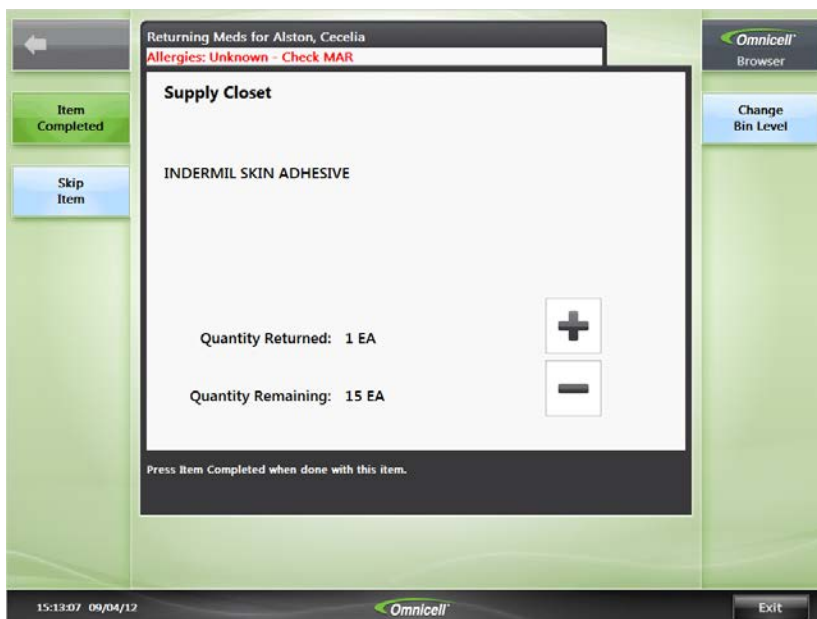 Returning Meds for Alston, Cecelia
Allergies: Unknown - Check MAR
Omnicell
Browser
Item
Completed
Skip
Item
Supply Closet
INDERMIL SKIN ADHESIVE
Quantity Returned: 1 EA
Quantity Remaining: 15 EA
Press Item Completed when done with this item.
Change
Bin Level
15:13:07 09/04/12
Omnicell
Exit